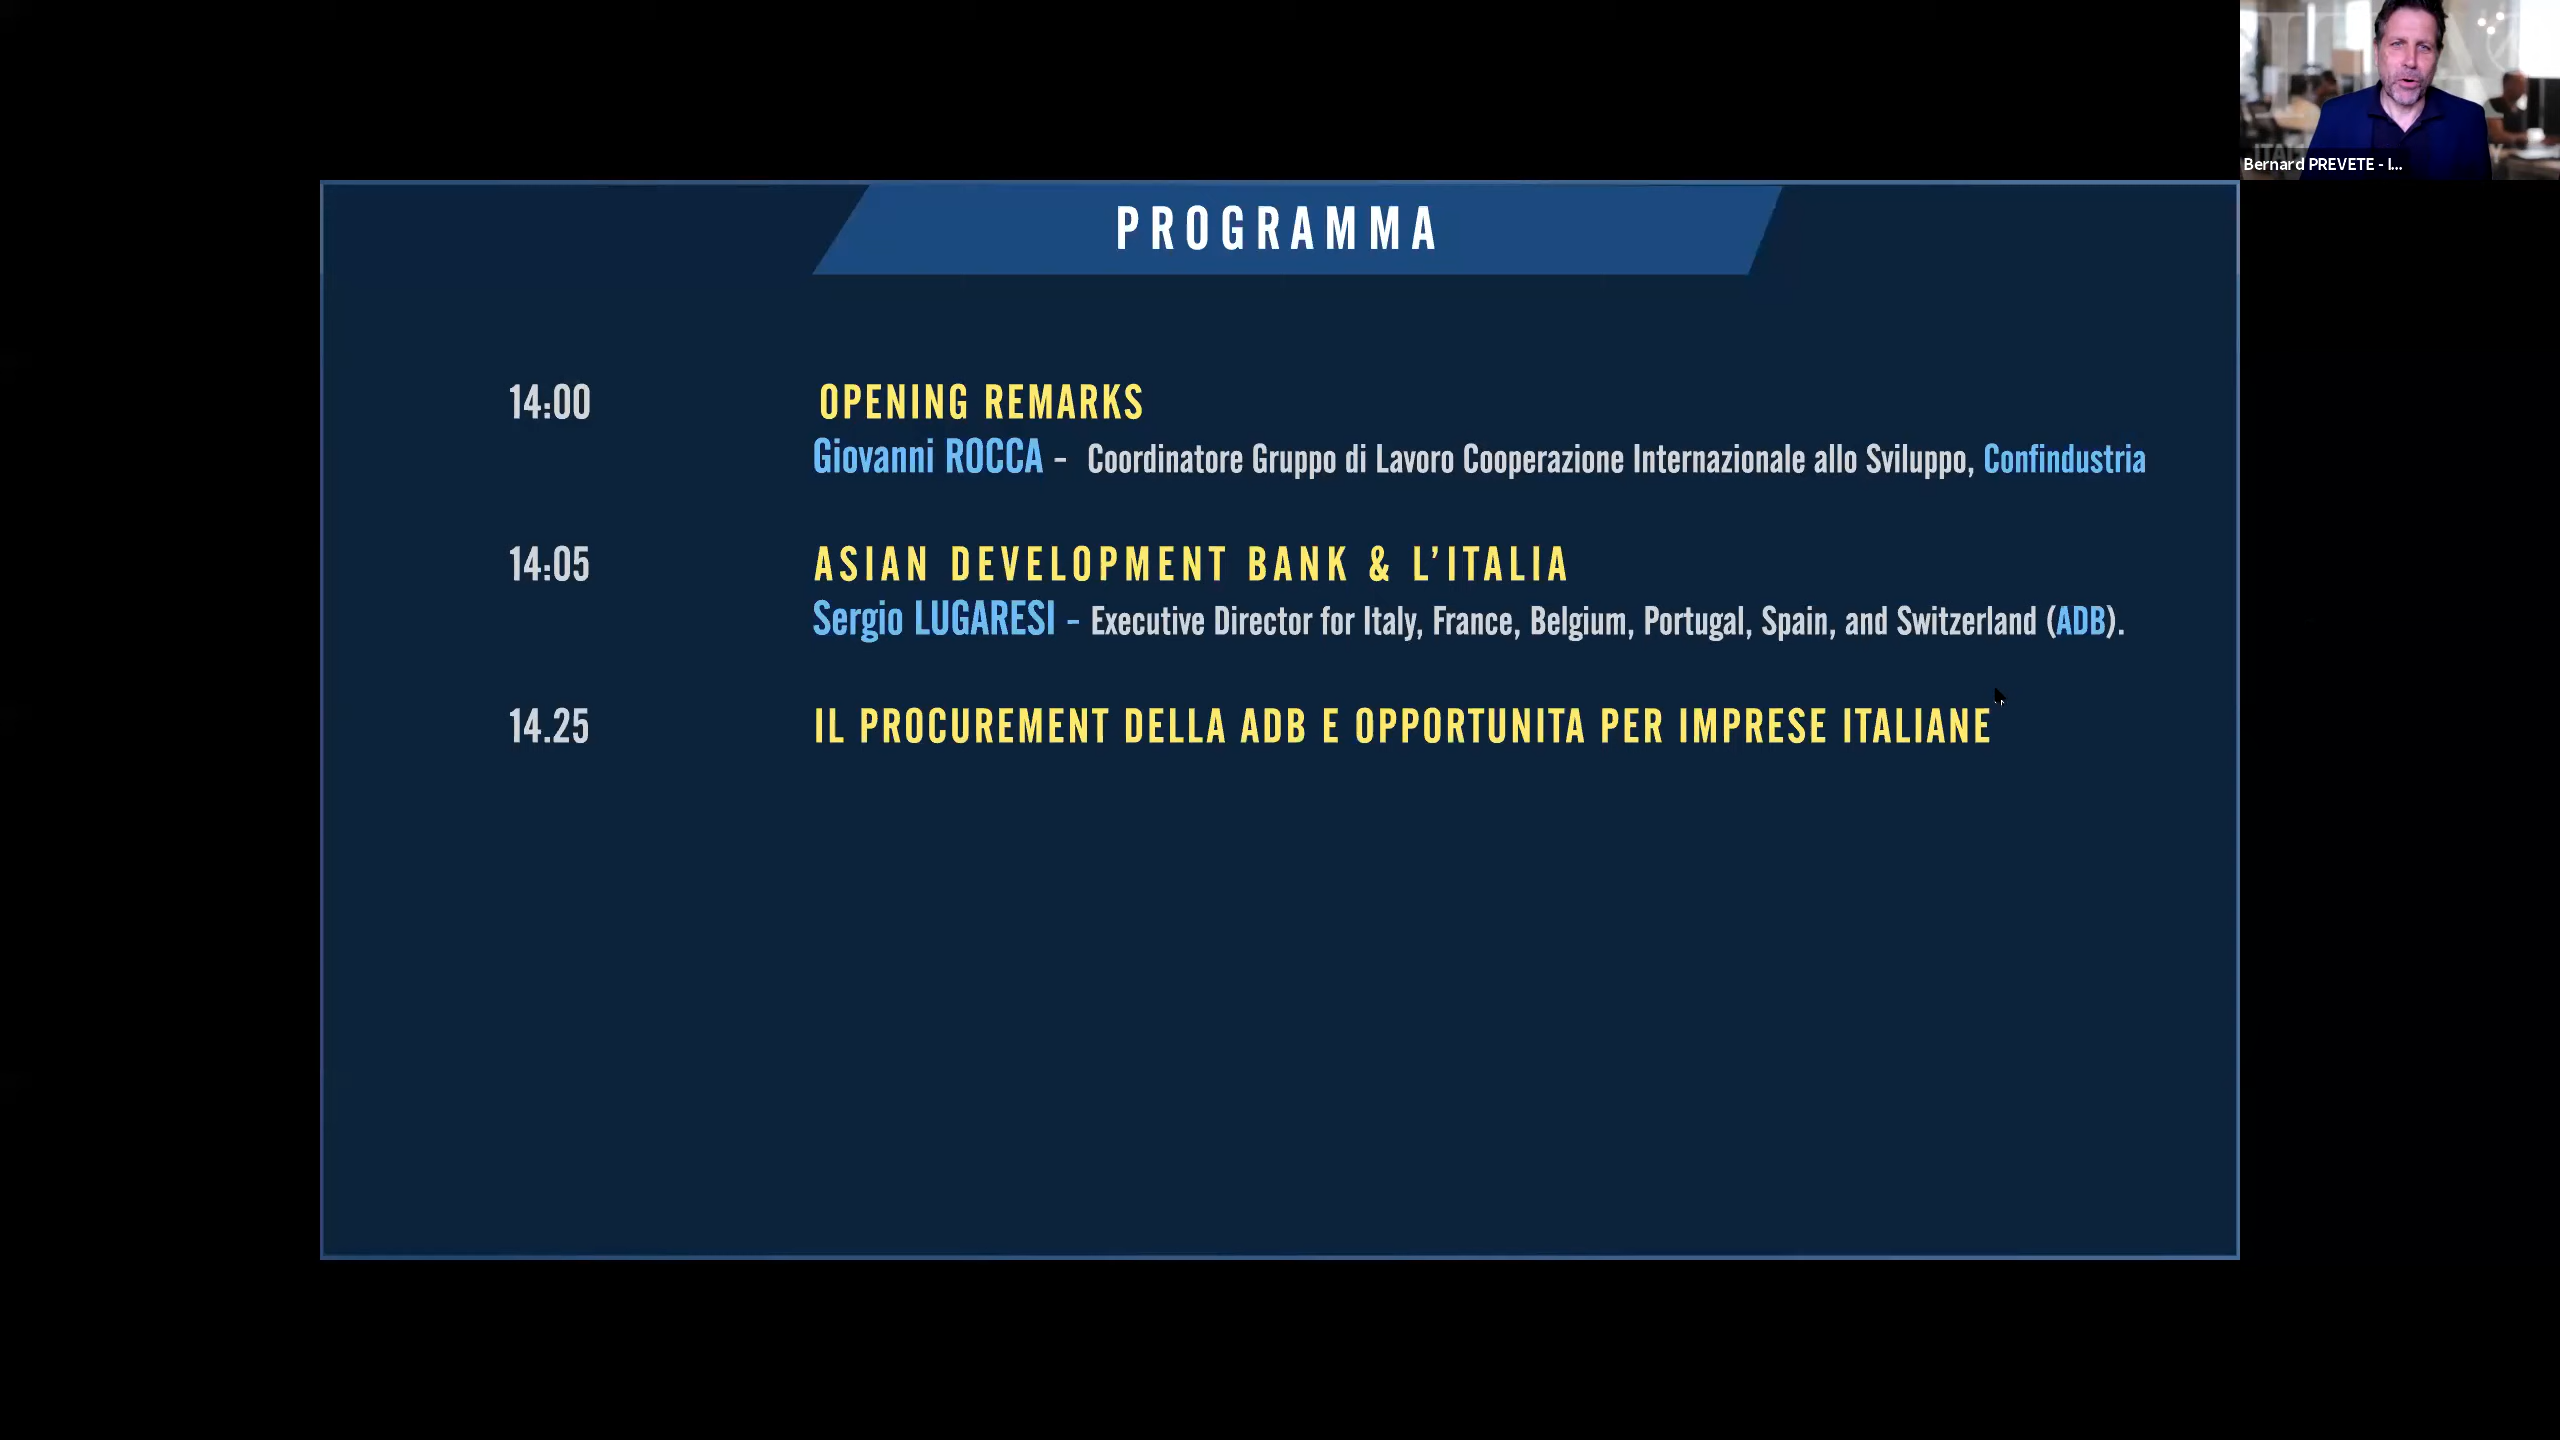 Bernard PREVETE - I...
PROGRAMMA
14:00 OPENING REMARKS
Giovanni ROCCA - Coordinatore Gruppo di Lavoro Cooperazione Internazionale allo Sviluppo, Confindustria
14:05 ASIAN DEVELOPMENT BANK & L’ITALIA
Sergio LUGARESI - Executive Director for Italy, France, Belgium, Portugal, Spain, and Switzerland (ADB).
14.25 IL PROCUREMENT DELLA ADB E OPPORTUNITA PER IMPRESE ITALIANE